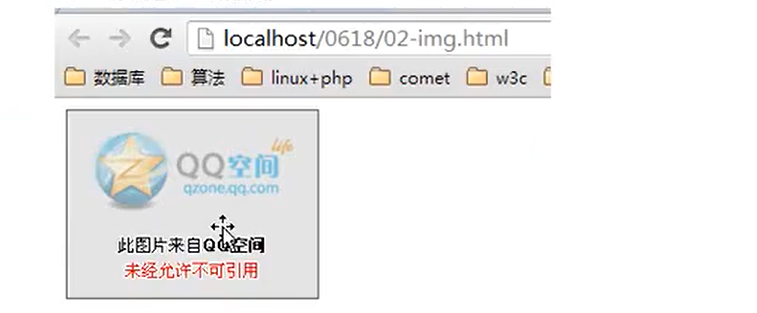 localhost/0618/02-img.html
数据库 算法 linux+php comet w3c
life
QQ空间
qzone.qq.com
此图片来自QQ空间
未经允许不可引用